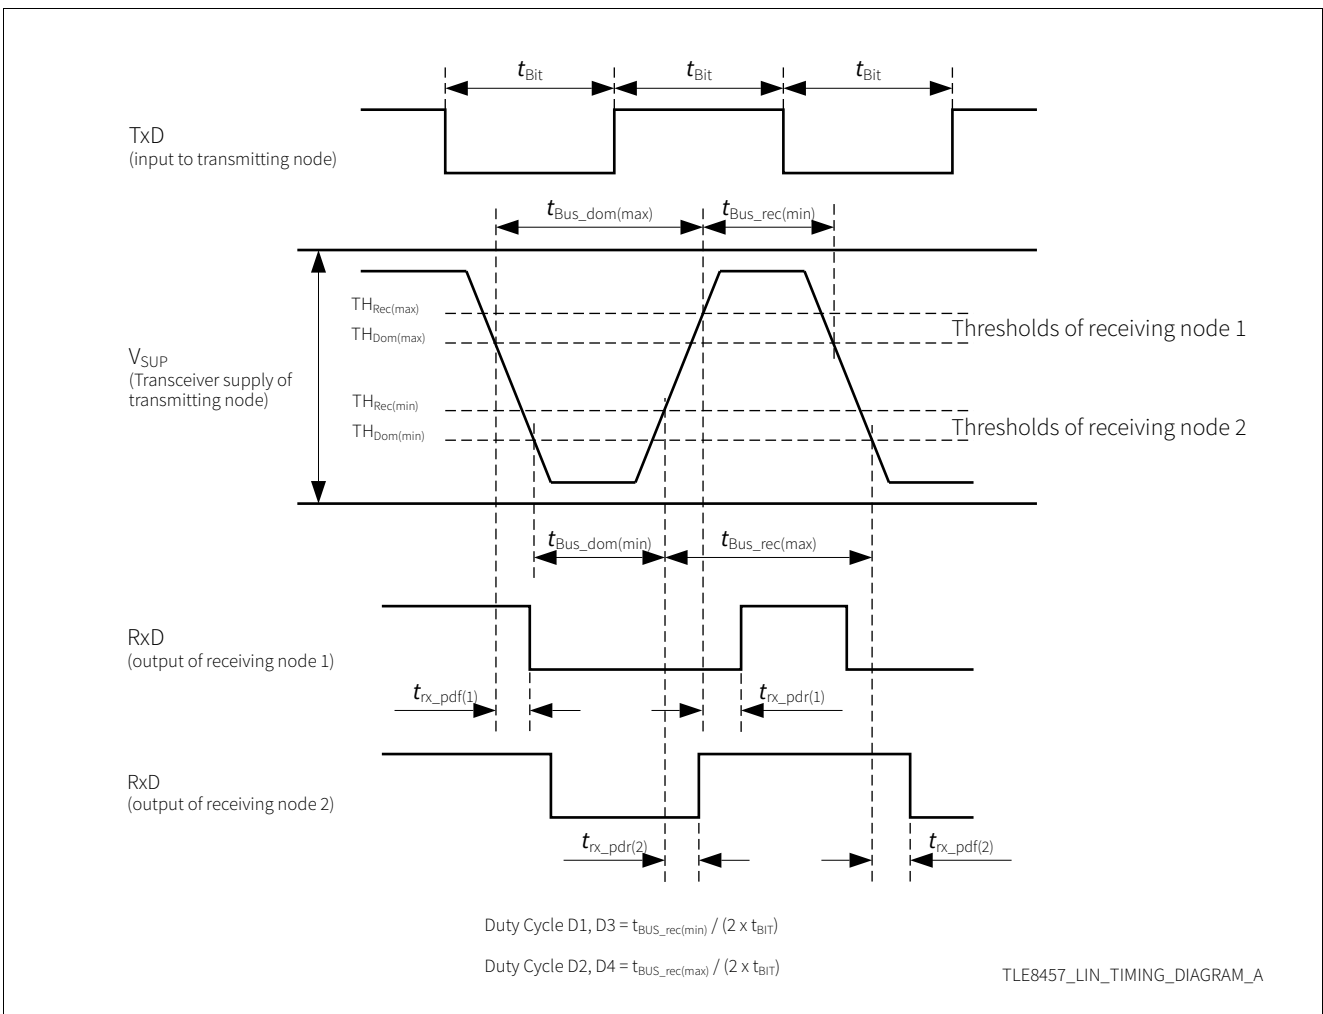 tBit tBit tBit
TxD
(input to transmitting node)
tBus_dom(max) tBus_rec(min)
THRec(max)
THDom(max)
Thresholds of receiving node 1
VSUP
(Transceiver supply of
transmitting node)
THRec(min)
THDom(min)
Thresholds of receiving node 2
tBus_dom(min) tBus_rec(max)
RxD
(output of receiving node 1)
trx_pdf(1) trx_pdr(1)
RxD
(output of receiving node 2)
trx_pdr(2) trx_pdf(2)
Duty Cycle D1, D3 = tBUS_rec(min) / (2 x tBIT)
Duty Cycle D2, D4 = tBUS_rec(max) / (2 x tBIT)
TLE8457_LIN_TIMING_DIAGRAM_A